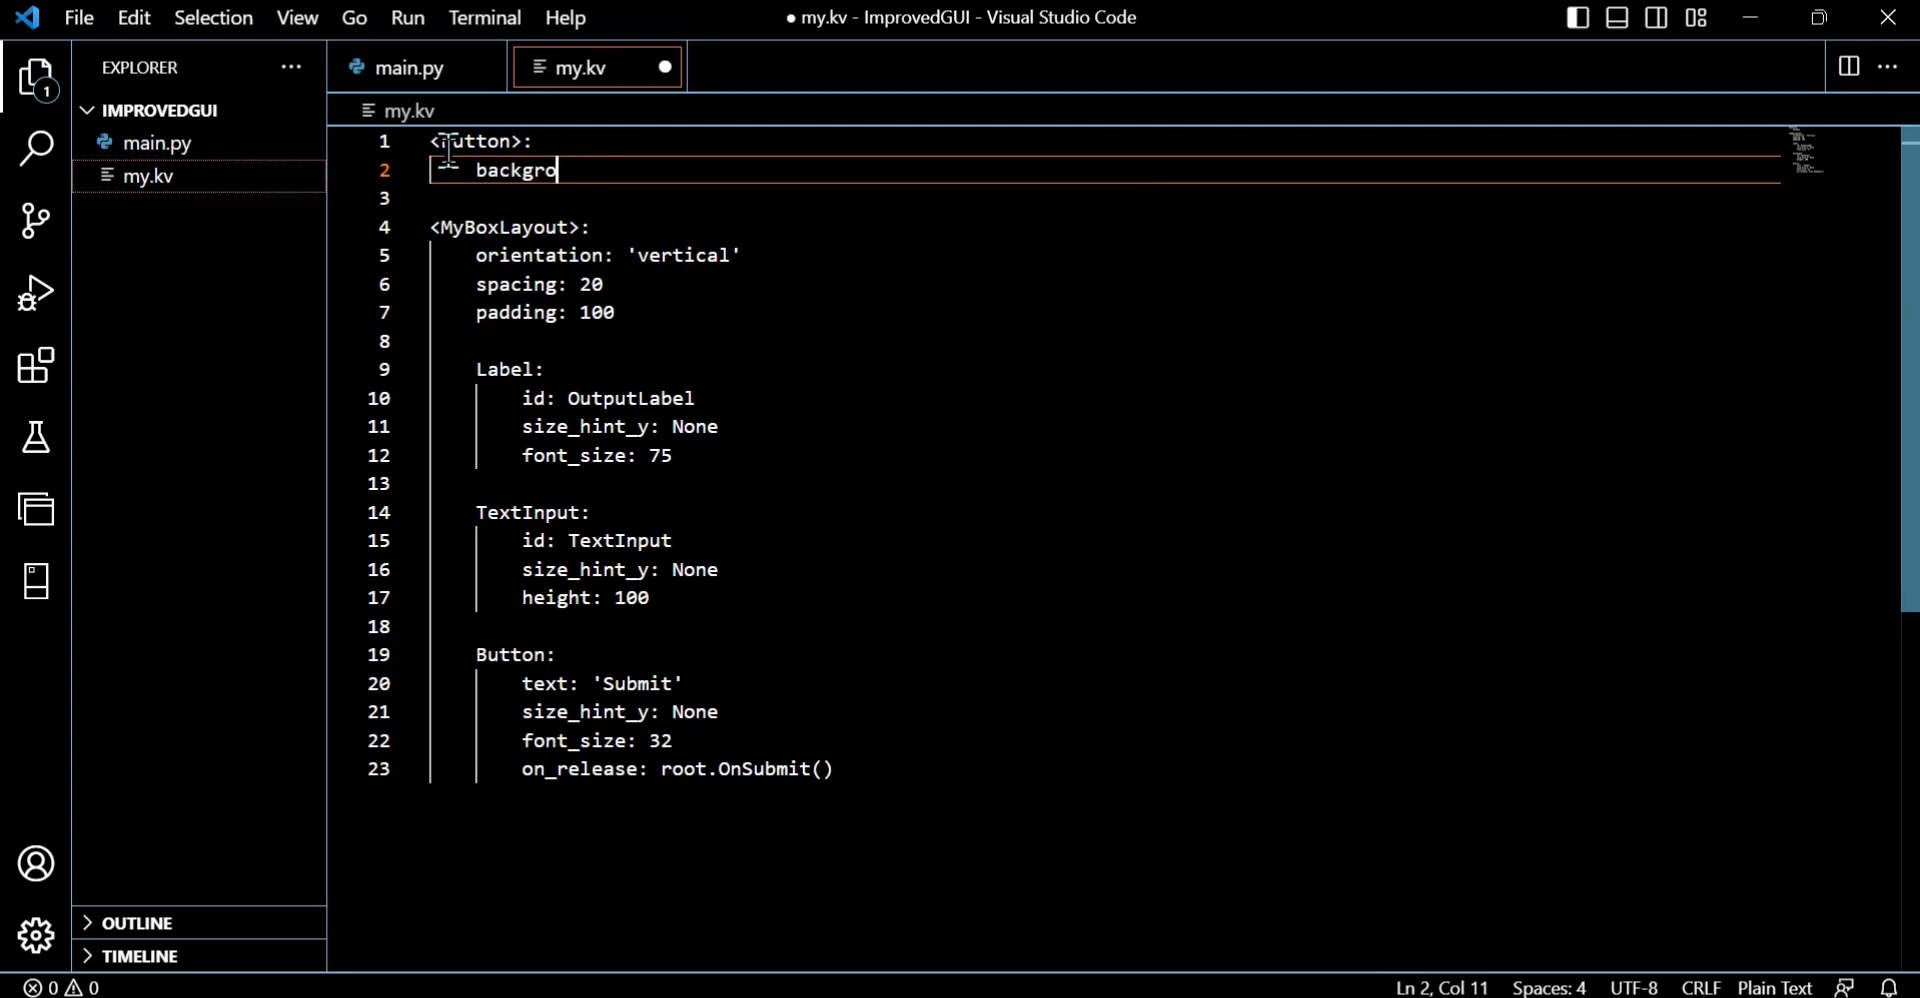 File Edit Selection View Go Run Terminal Help
● my.kv - ImprovedGUI - Visual Studio Code
EXPLORER ···
main.py
my.kv ●
1
IMPROVEDGUI
main.py
my.kv
my.kv
1 <Button>:
2 backgro
3
4 <MyBoxLayout>:
5 orientation: 'vertical'
6 spacing: 20
7 padding: 100
8
9 Label:
10 id: OutputLabel
11 size_hint_y: None
12 font_size: 75
13
14 TextInput:
15 id: TextInput
16 size_hint_y: None
17 height: 100
18
19 Button:
20 text: 'Submit'
21 size_hint_y: None
22 font_size: 32
23 on_release: root.OnSubmit()
OUTLINE
TIMELINE
0 0
Ln 2, Col 11 Spaces: 4 UTF-8 CRLF Plain Text